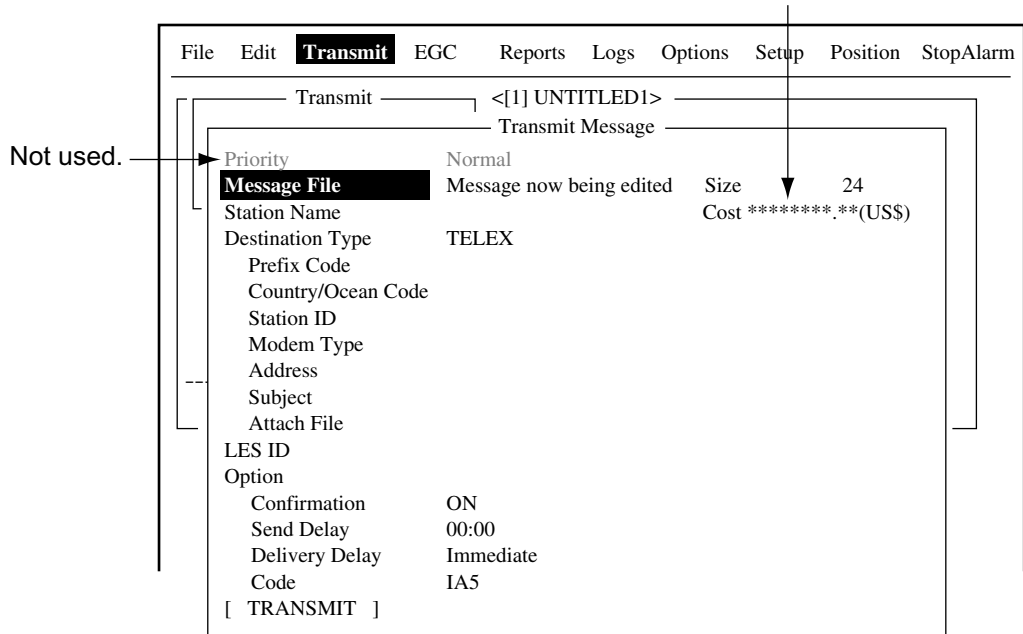 File Edit Transmit EGC Reports Logs Options Setup Position StopAlarm
Transmit <[1] UNTITLED1>
Transmit Message
Not used.
Priority Normal
Message File Message now being edited Size 24
Station Name Cost ********.**(US$)
Destination Type TELEX
Prefix Code
Country/Ocean Code
Station ID
Modem Type
Address
Subject
Attach File
LES ID
Option
Confirmation ON
Send Delay 00:00
Delivery Delay Immediate
Code IA5
[ TRANSMIT ]